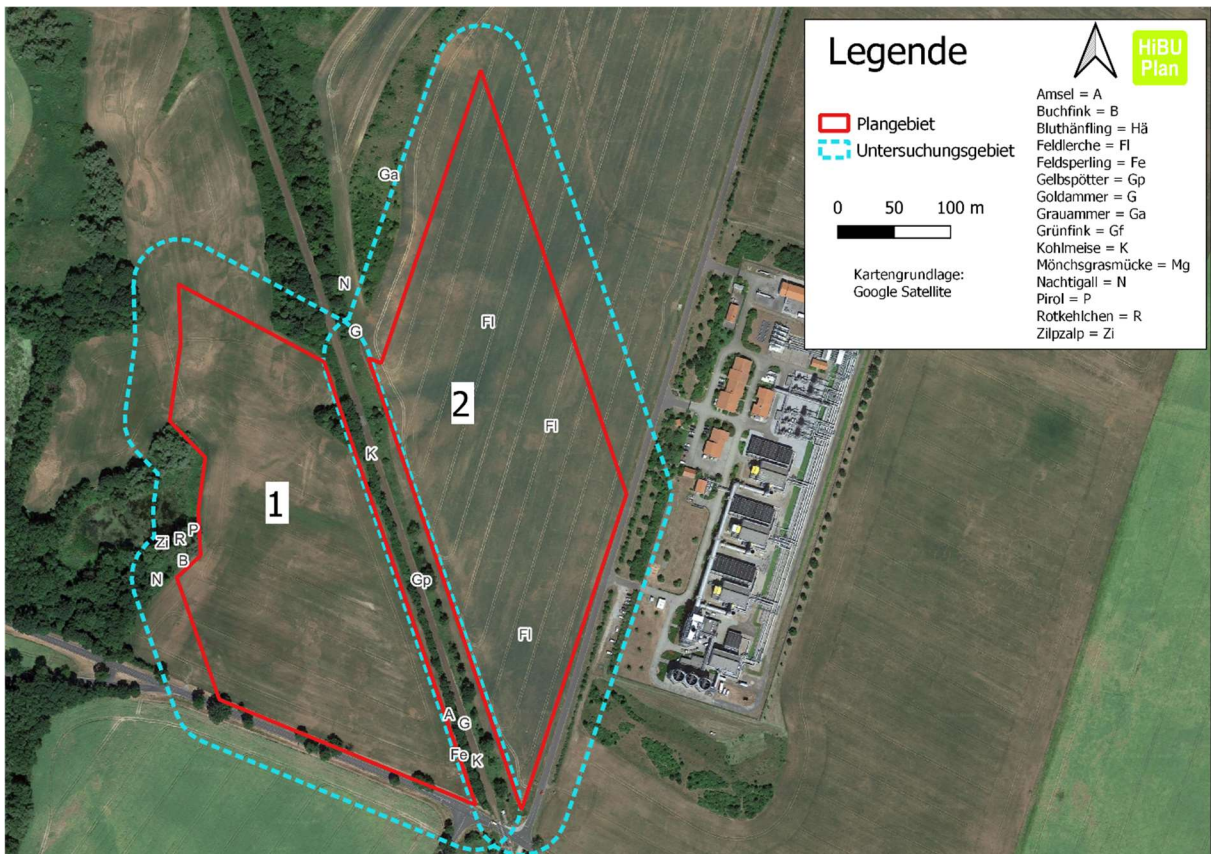 Legende
HiBU
Plan
Plangebiet
Untersuchungsgebiet
0 50 100 m
Kartengrundlage:
Google Satellite
Amsel = A
Buchfink = B
Bluthänfling = Hä
Feldlerche = Fl
Feldsperling = Fe
Gelbspötter = Gp
Goldammer = G
Grauammer = Ga
Grünfink = Gf
Kohlmeise = K
Mönchsgrasmücke = Mg
Nachtigall = N
Pirol = P
Rotkehlchen = R
Zilpzalp = Zi
Ga
N
G
Fl
2
Fl
K
1
P
R
Zi
B
N
Gp
Fl
A
G
Fe
K